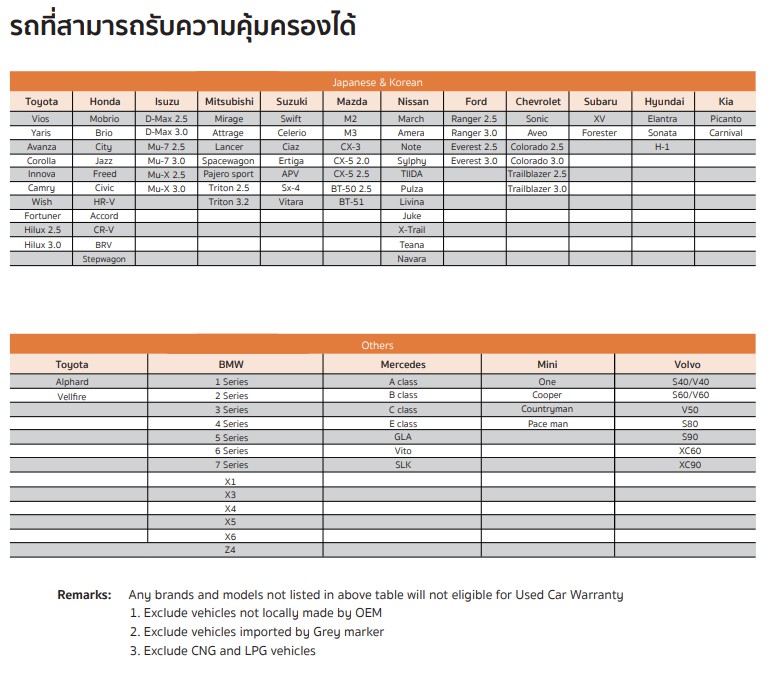 รถที่สามารถรับความคุ้มครองได้
Japanese & Korean
Toyota Honda Isuzu Mitsubishi Suzuki Mazda Nissan Ford Chevrolet Subaru Hyundai Kia
Vios Mobrio D-Max 2.5 Mirage Swift M2 March Ranger 2.5 Sonic XV Elantra Picanto
Yaris Brio D-Max 3.0 Attrage Celerio M3 Amera Ranger 3.0 Aveo Forester Sonata Carnival
Avanza City Mu-7 2.5 Lancer Ciaz CX-3 Note Everest 2.5 Colorado 2.5 H-1
Corolla Jazz Mu-7 3.0 Spacewagon Ertiga CX-5 2.0 Sylphy Everest 3.0 Colorado 3.0
Innova Freed Mu-X 2.5 Pajero sport APV CX-5 2.5 TIIDA Trailblazer 2.5
Camry Civic Mu-X 3.0 Triton 2.5 Sx-4 BT-50 2.5 Pulza Trailblazer 3.0
Wish HR-V Triton 3.2 Vitara BT-51 Livina
Fortuner Accord Juke
Hilux 2.5 CR-V X-Trail
Hilux 3.0 BRV Teana
Stepwagon Navara
Others
Toyota BMW Mercedes Mini Volvo
Alphard 1 Series A class One S40/V40
Vellfire 2 Series B class Cooper S60/V60
3 Series C class Countryman V50
4 Series E class Pace man S80
5 Series GLA S90
6 Series Vito XC60
7 Series SLK XC90
X1
X3
X4
X5
X6
Z4
Remarks: Any brands and models not listed in above table will not eligible for Used Car Warranty
1. Exclude vehicles not locally made by OEM
2. Exclude vehicles imported by Grey marker
3. Exclude CNG and LPG vehicles